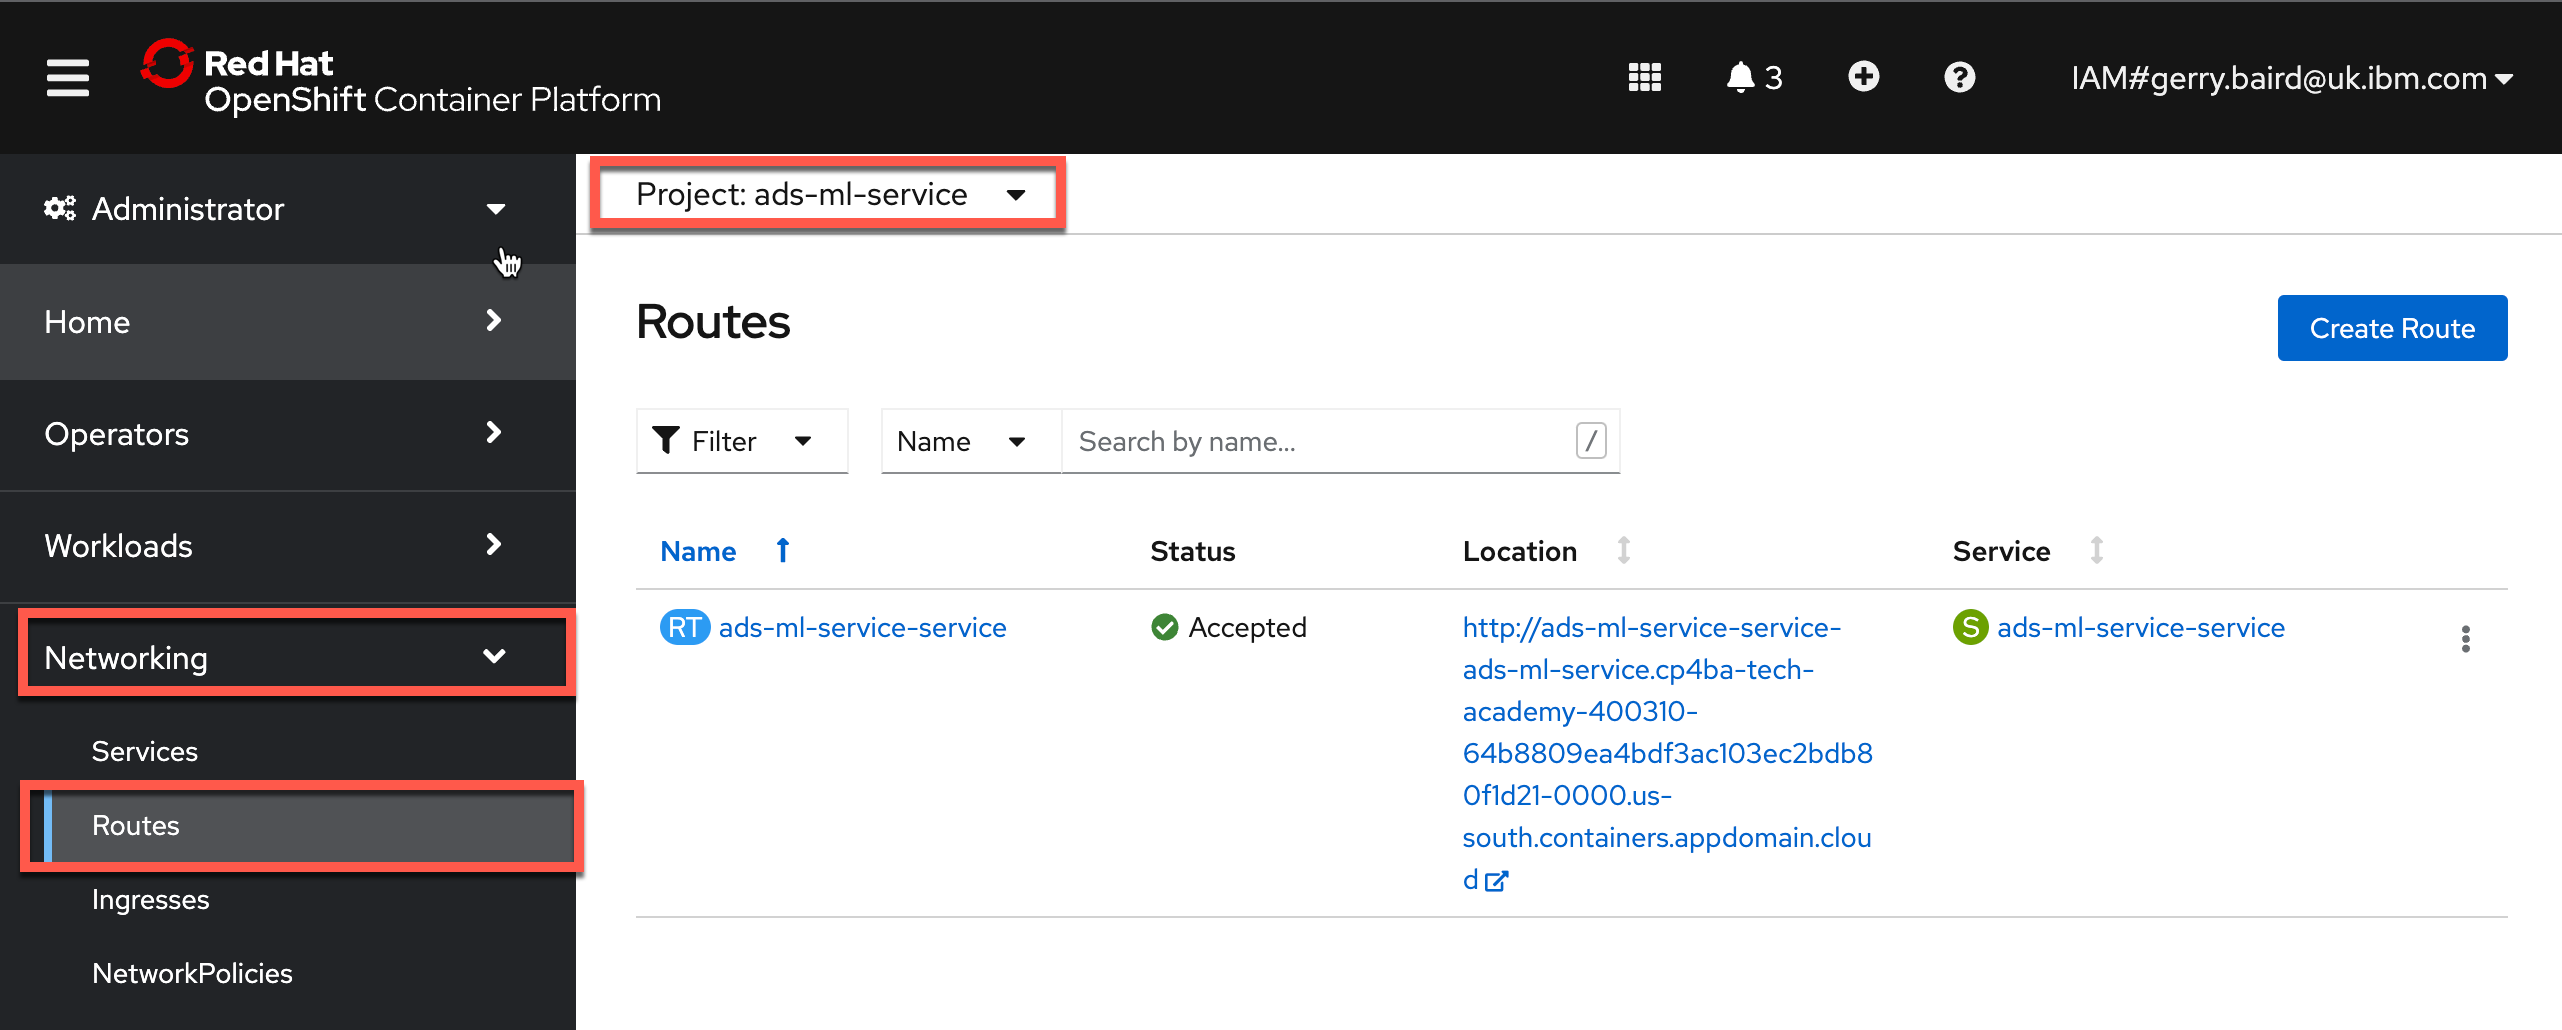 Red Hat
OpenShift Container Platform
3
IAM#gerry.baird@uk.ibm.com
Administrator
Home
Operators
Workloads
Networking
Services
Routes
Ingresses
NetworkPolicies
Project: ads-ml-service
Routes
Create Route
Filter
Name
Search by name...
/
Name
Status
Location
Service
RT ads-ml-service-service
Accepted
http://ads-ml-service-service-
ads-ml-service.cp4ba-tech-
academy-400310-
64b8809ea4bdf3ac103ec2bdb8
0f1d21-0000.us-
south.containers.appdomain.clou
d
S ads-ml-service-service